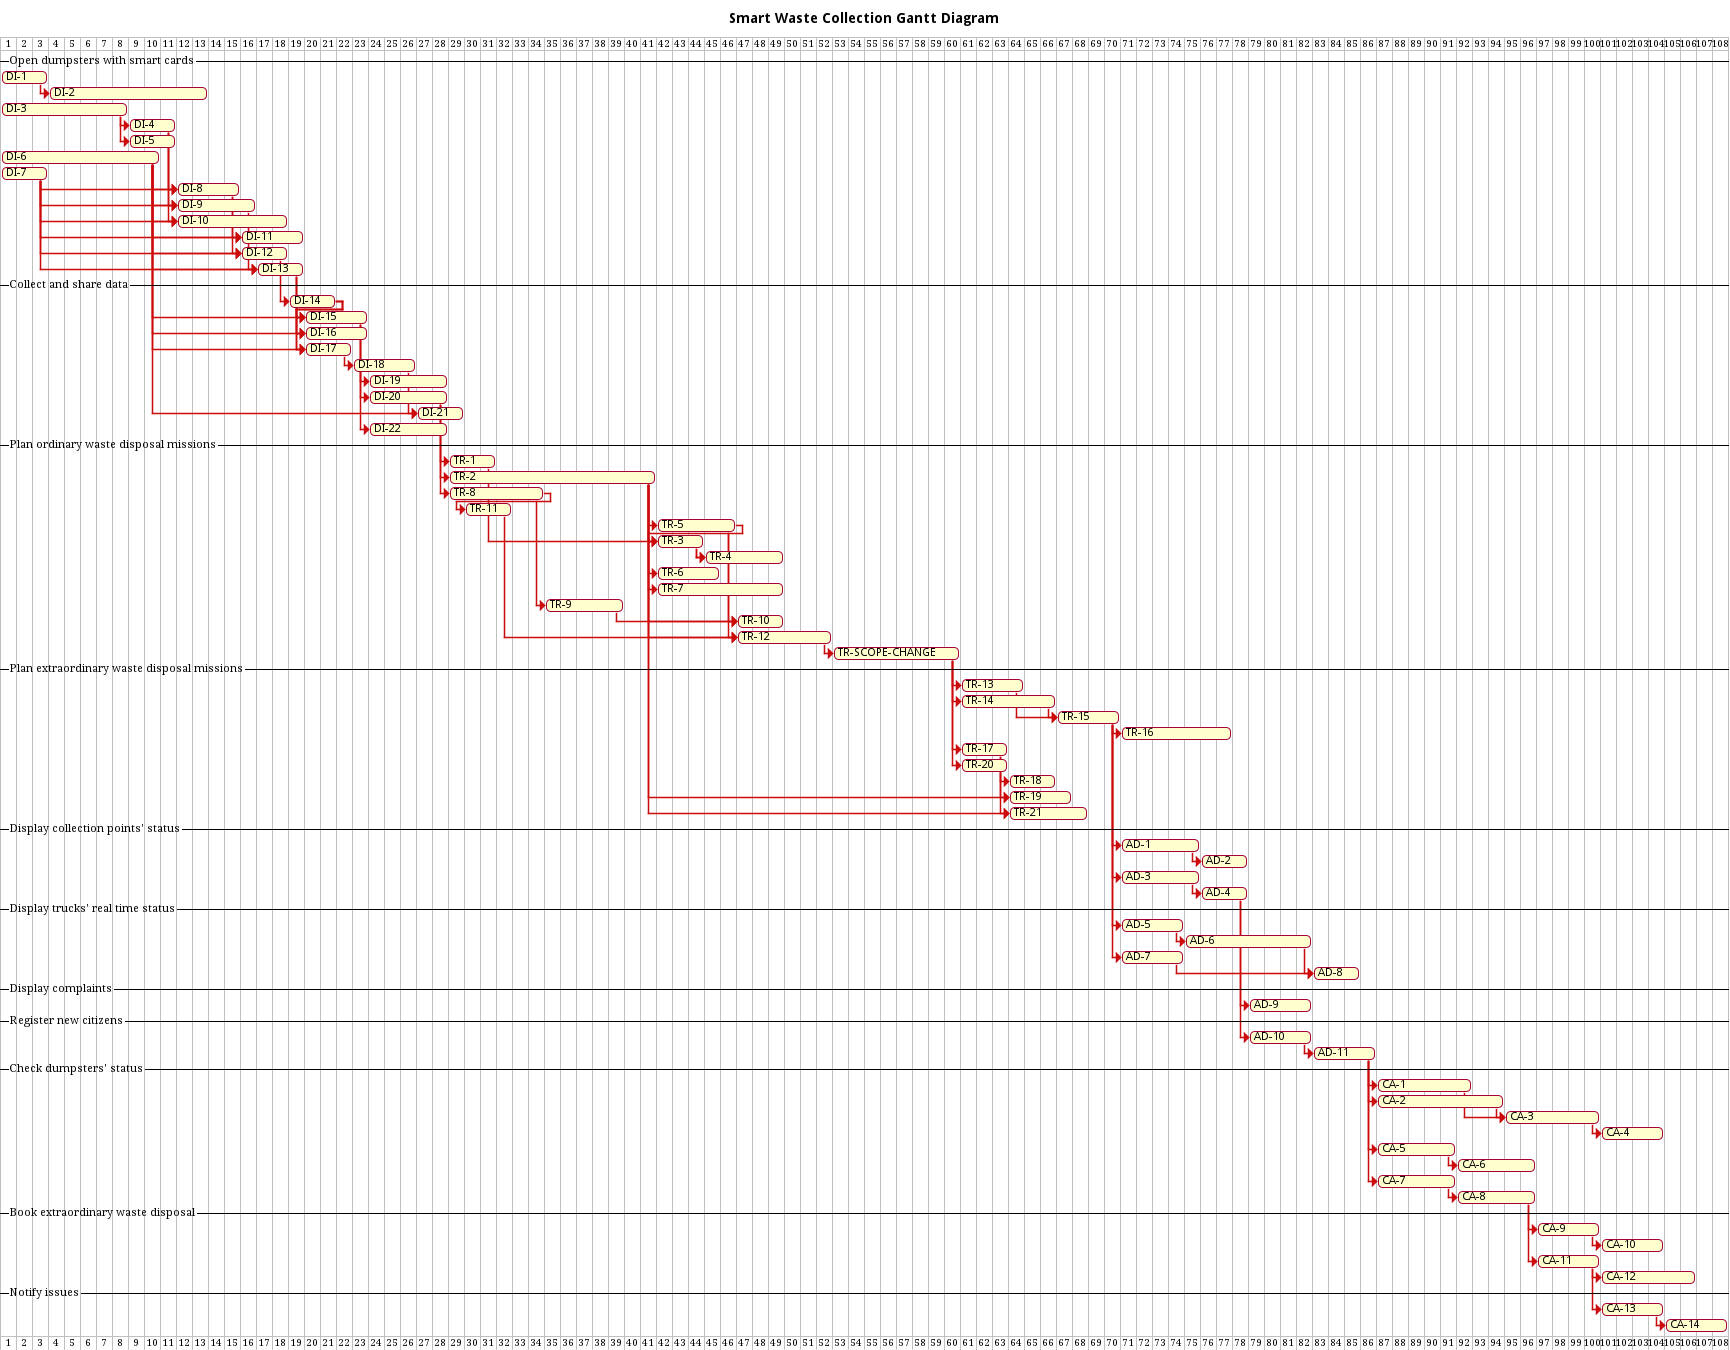 Smart Waste Collection Gantt Diagram
1 2 3 4 5 6 7 8 9 10 11 12 13 14 15 16 17 18 19 20 21 22 23 24 25 26 27 28 29 30 31 32 33 34 35 36 37 38 39 40 41 42 43 44 45 46 47 48 49 50 51 52 53 54 55 56 57 58 59 60 61 62 63 64 65 66 67 68 69 70 71 72 73 74 75 76 77 78 79 80 81 82 83 84 85 86 87 88 89 90 91 92 93 94 95 96 97 98 99 100 101 102 103 104 105 106 107 108
Open dumpsters with smart cards
DI-1
DI-2
DI-3
DI-4
DI-5
DI-6
DI-7
DI-8
DI-9
DI-10
DI-11
DI-12
DI-13
Collect and share data
DI-14
DI-15
DI-16
DI-17
DI-18
DI-19
DI-20
DI-21
DI-22
Plan ordinary waste disposal missions
TR-1
TR-2
TR-8
TR-11
TR-5
TR-3
TR-4
TR-6
TR-7
TR-9
TR-10
TR-12
TR-SCOPE-CHANGE
Plan extraordinary waste disposal missions
TR-13
TR-14
TR-15
TR-16
TR-17
TR-20
TR-18
TR-19
TR-21
Display collection points' status
AD-1
AD-2
AD-3
AD-4
Display trucks' real time status
AD-5
AD-6
AD-7
AD-8
Display complaints
AD-9
Register new citizens
AD-10
AD-11
Check dumpsters' status
CA-1
CA-2
CA-3
CA-4
CA-5
CA-6
CA-7
CA-8
Book extraordinary waste disposal
CA-9
CA-10
CA-11
CA-12
Notify issues
CA-13
CA-14
1 2 3 4 5 6 7 8 9 10 11 12 13 14 15 16 17 18 19 20 21 22 23 24 25 26 27 28 29 30 31 32 33 34 35 36 37 38 39 40 41 42 43 44 45 46 47 48 49 50 51 52 53 54 55 56 57 58 59 60 61 62 63 64 65 66 67 68 69 70 71 72 73 74 75 76 77 78 79 80 81 82 83 84 85 86 87 88 89 90 91 92 93 94 95 96 97 98 99 100 101 102 103 104 105 106 107 108